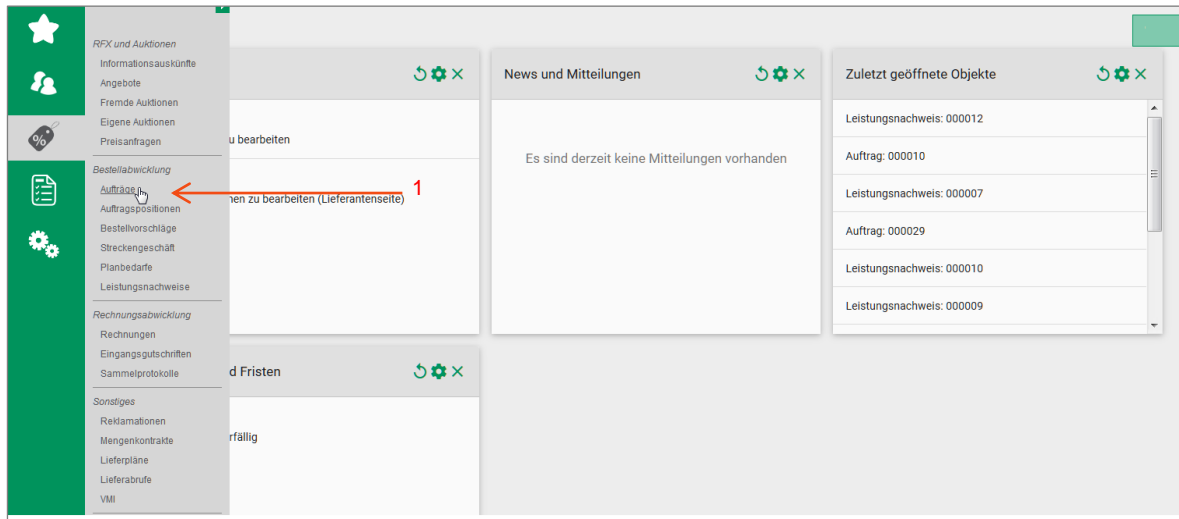 RFX und Auktionen
Informationsauskünfte
Angebote
Fremde Auktionen
Eigene Auktionen
Preisanfragen
Bestellabwicklung
Aufträge
Auftragspositionen
Bestellvorschläge
Streckengeschäft
Planbedarfe
Leistungsnachweise
Rechnungsabwicklung
Rechnungen
Eingangsgutschriften
Sammelprotokolle
Sonstiges
Reklamationen
Mengenkontrakte
Lieferpläne
Lieferabrufe
VMI
%
u bearbeiten
1
nen zu bearbeiten (Lieferantenseite)
News und Mitteilungen
Es sind derzeit keine Mitteilungen vorhanden
Zuletzt geöffnete Objekte
Leistungsnachweis: 000012
Auftrag: 000010
Leistungsnachweis: 000007
Auftrag: 000029
Leistungsnachweis: 000010
Leistungsnachweis: 000009
d Fristen
rfällig